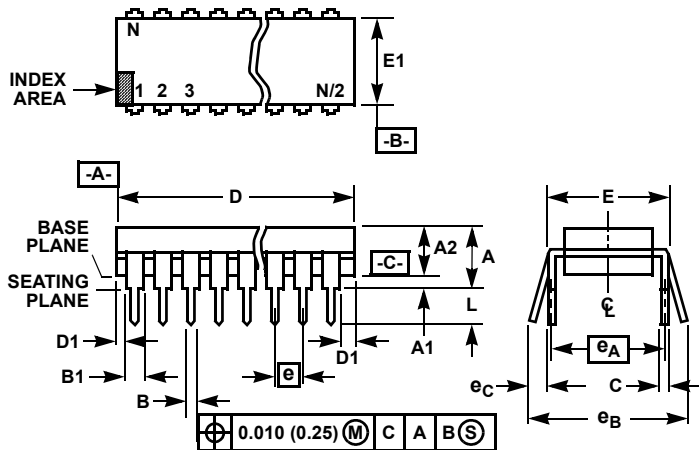 N
E1
INDEX
AREA
1 2 3 N/2
-B-
-A-
D
E
BASE
PLANE
A2
A
-C-
SEATING
PLANE
L
C L
D1
A1
D1
e
eA
B1
eC
C
B
eB
0.010 (0.25) M C A B S